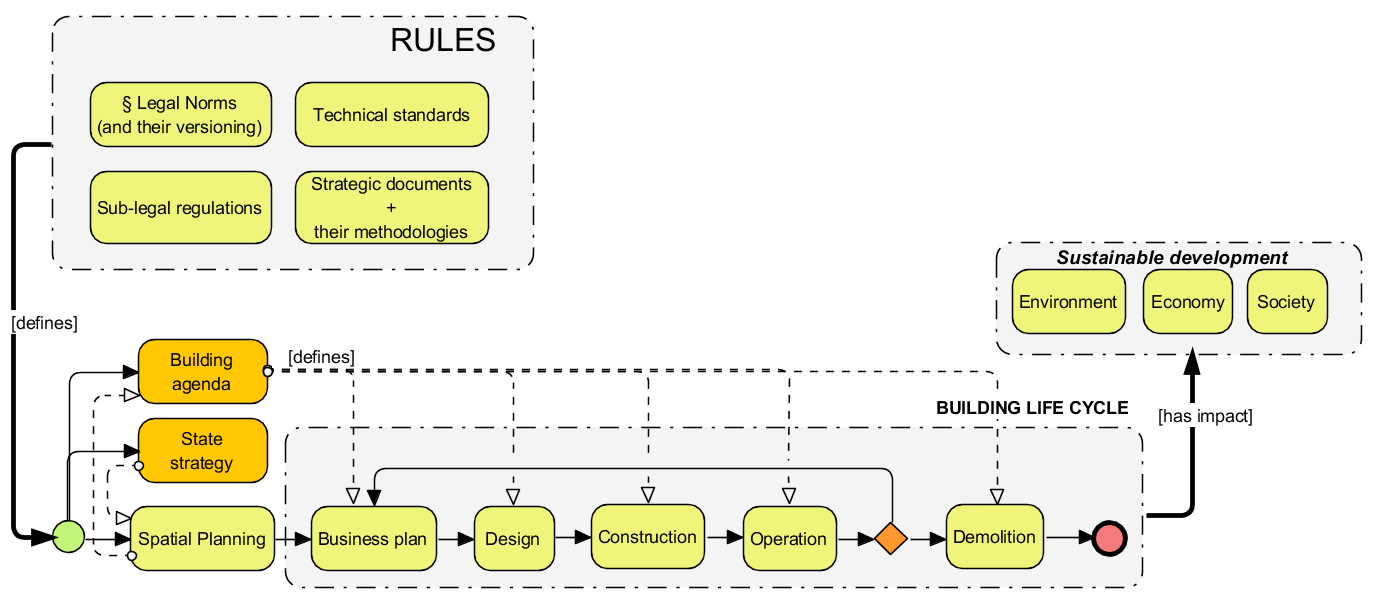 RULES
§ Legal Norms
(and their versioning)
Technical standards
Sub-legal regulations
Strategic documents
+
their methodologies
Sustainable development
Environment
Economy
Society
[defines]
Building
agenda
[defines]
BUILDING LIFE CYCLE
[has impact]
State
strategy
Spatial Planning
Business plan
Design
Construction
Operation
Demolition